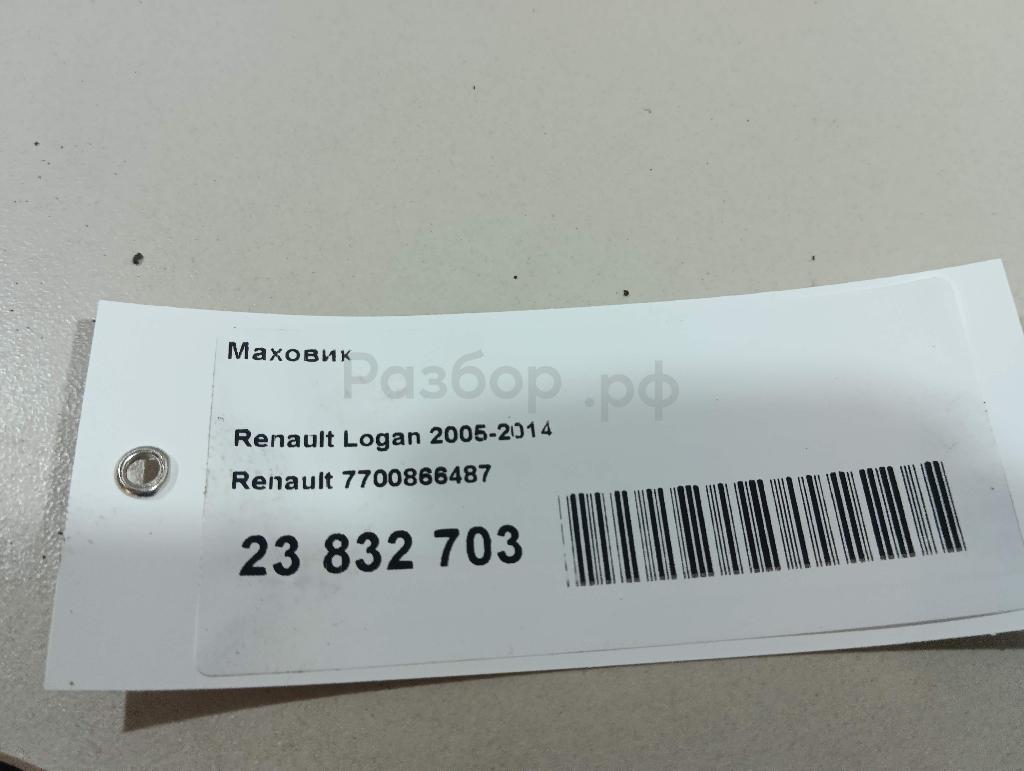 Маховик
Разбор.рф
Renault Logan 2005-2014
Renault 7700866487
23 832 703